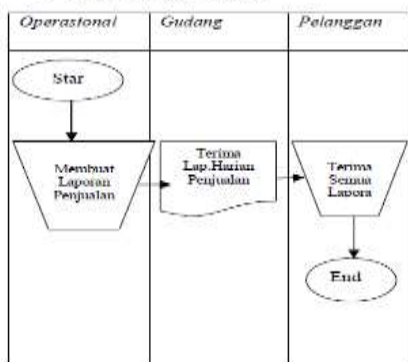 Operasional Gudang Pelanggan
Star
Membuat
Laporan
Penjualan
Terima
Lap.Harian
Penjualan
Terima
Semua
Lapora
End